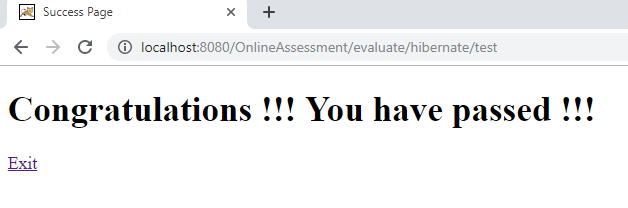 Success Page
localhost:8080/OnlineAssessment/evaluate/hibernate/test
Congratulations !!! You have passed !!!
Exit